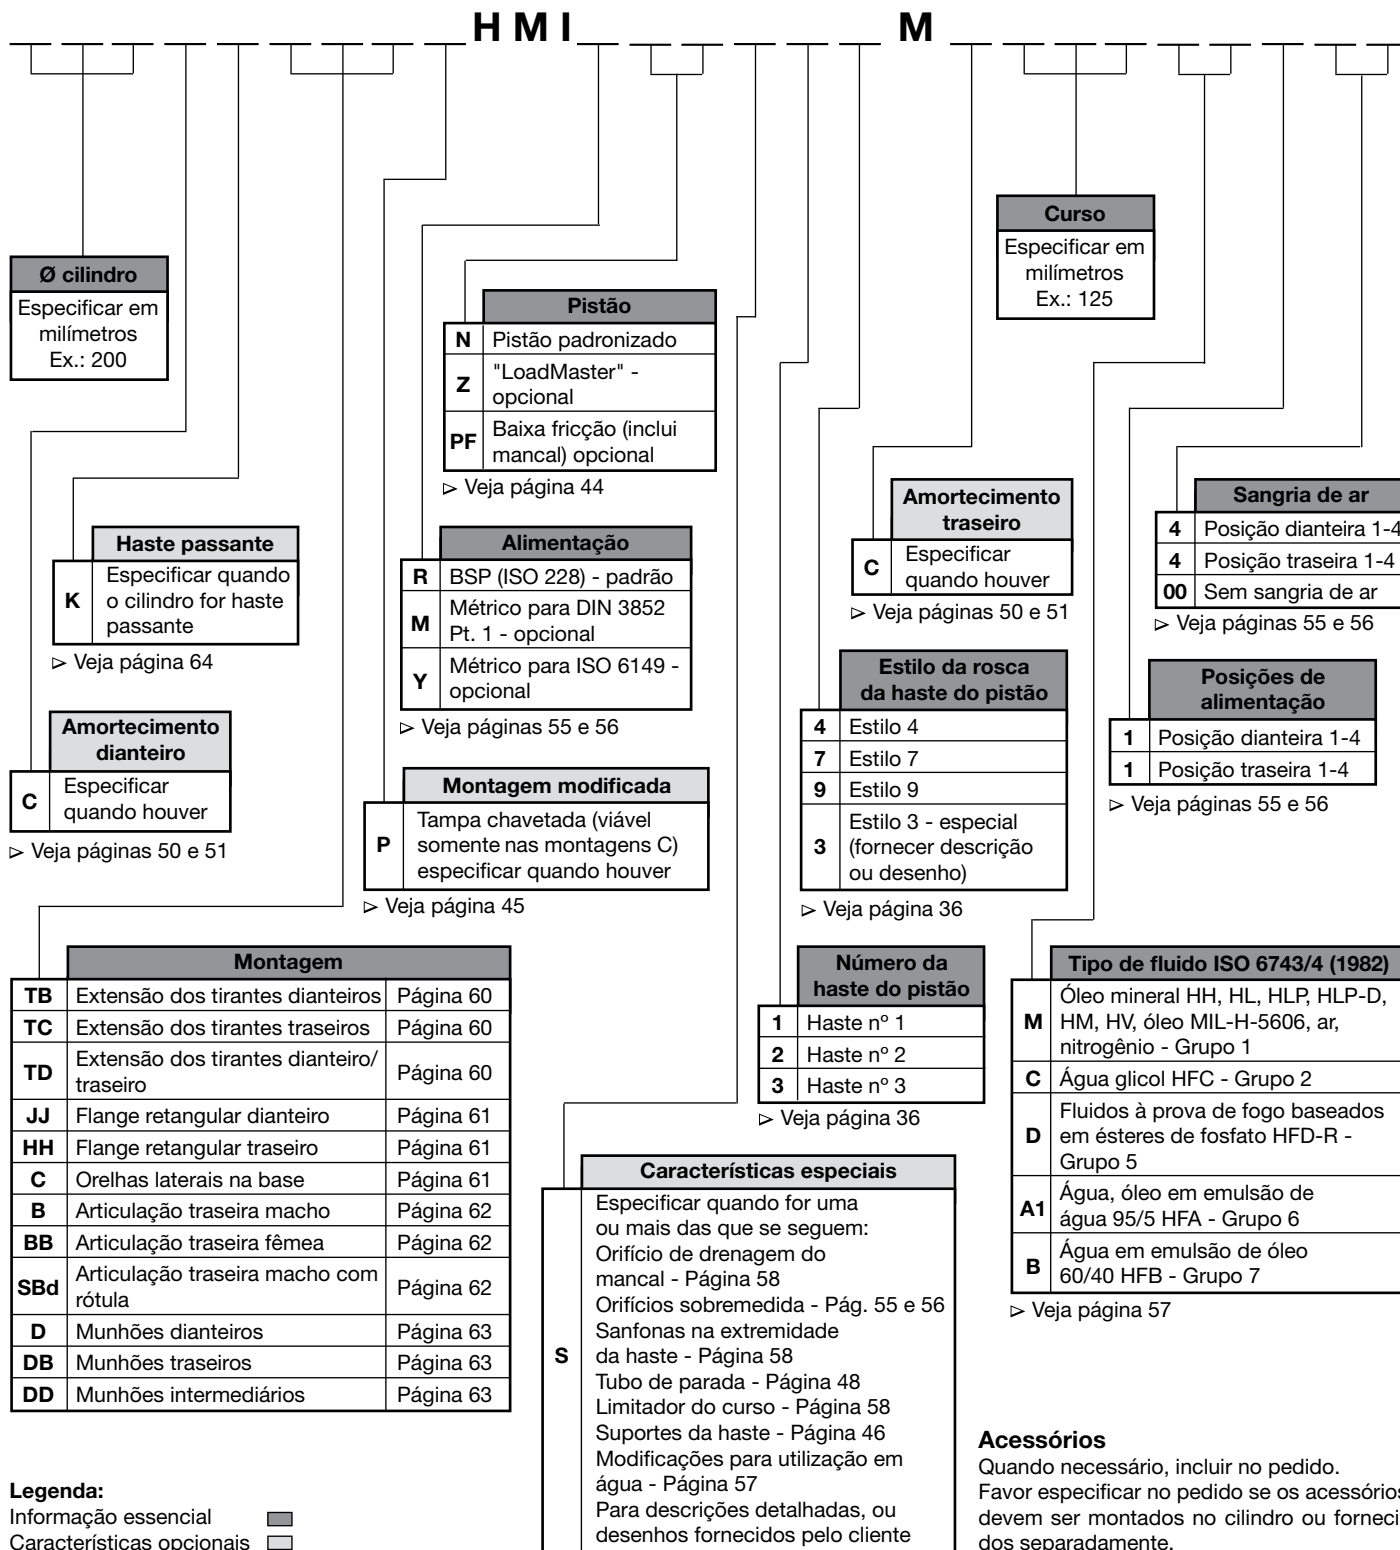 HMI M
Curso
Especificar em
milímetros
Ex.: 125
Ø cilindro
Especificar em
milímetros
Ex.: 200
Pistão
N Pistão padronizado
Z "LoadMaster" -
opcional
PF Baixa fricção (inclui
mancal) opcional
▷ Veja página 44
Haste passante
K Especificar quando
o cilindro for haste
passante
▷ Veja página 64
Alimentação
R BSP (ISO 228) - padrão
M Métrico para DIN 3852
Pt. 1 - opcional
Y Métrico para ISO 6149 -
opcional
▷ Veja páginas 55 e 56
Amortecimento
traseiro
C Especificar
quando houver
▷ Veja páginas 50 e 51
Sangria de ar
4 Posição dianteira 1-4
4 Posição traseira 1-4
00 Sem sangria de ar
▷ Veja páginas 55 e 56
Estilo da rosca
da haste do pistão
4 Estilo 4
7 Estilo 7
9 Estilo 9
3 Estilo 3 - especial
(fornecer descrição
ou desenho)
▷ Veja página 36
Posições de
alimentação
1 Posição dianteira 1-4
1 Posição traseira 1-4
▷ Veja páginas 55 e 56
Amortecimento
dianteiro
C Especificar
quando houver
▷ Veja páginas 50 e 51
Montagem modificada
P Tampa chavetada (viável
somente nas montagens C)
especificar quando houver
▷ Veja página 45
Montagem
TB Extensão dos tirantes dianteiros Página 60
TC Extensão dos tirantes traseiros Página 60
TD Extensão dos tirantes dianteiro/
traseiro Página 60
JJ Flange retangular dianteiro Página 61
HH Flange retangular traseiro Página 61
C Orelhas laterais na base Página 61
B Articulação traseira macho Página 62
BB Articulação traseira fêmea Página 62
SBd Articulação traseira macho com
rótula Página 62
D Munhões dianteiros Página 63
DB Munhões traseiros Página 63
DD Munhões intermediários Página 63
Número da
haste do pistão
1 Haste nº 1
2 Haste nº 2
3 Haste nº 3
▷ Veja página 36
Tipo de fluido ISO 6743/4 (1982)
M Óleo mineral HH, HL, HLP, HLP-D,
HM, HV, óleo MIL-H-5606, ar,
nitrogênio - Grupo 1
C Água glicol HFC - Grupo 2
D Fluidos à prova de fogo baseados
em ésteres de fosfato HFD-R -
Grupo 5
A1 Água, óleo em emulsão de
água 95/5 HFA - Grupo 6
B Água em emulsão de óleo
60/40 HFB - Grupo 7
▷ Veja página 57
Características especiais
S Especificar quando for uma
ou mais das que se seguem:
Orifício de drenagem do
mancal - Página 58
Orifícios sobremedida - Pág. 55 e 56
Sanfonas na extremidade
da haste - Página 58
Tubo de parada - Página 48
Limitador do curso - Página 58
Suportes da haste - Página 46
Modificações para utilização em
água - Página 57
Para descrições detalhadas, ou
desenhos fornecidos pelo cliente
Legenda:
Informação essencial
Características opcionais
Acessórios
Quando necessário, incluir no pedido.
Favor especificar no pedido se os acessórios
devem ser montados no cilindro ou forneci
dos separadamente.